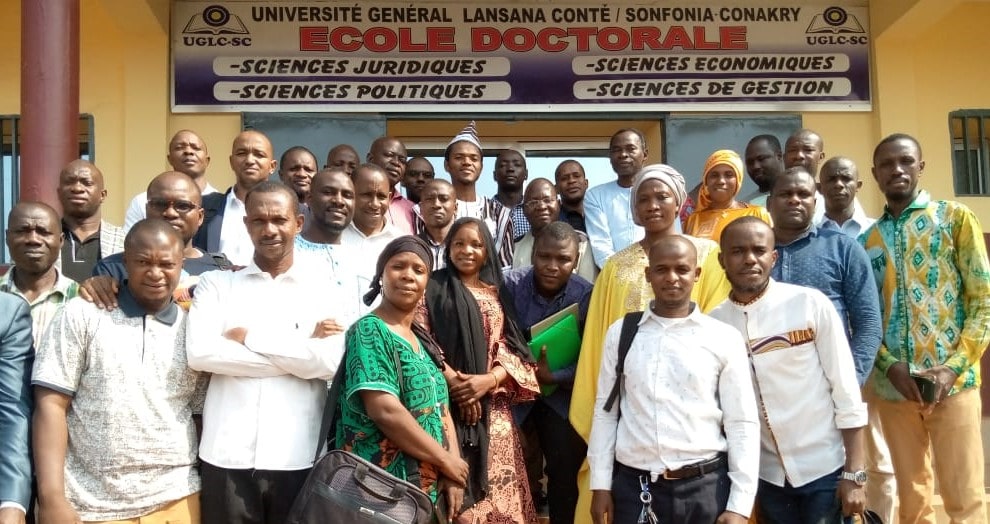 UNIVERSITÉ GÉNÉRAL LANSANA CONTÉ / SONFONIA-CONAKRY
UGLC-SC
ECOLE DOCTORALE
UGLC-SC
-SCIENCES JURIDIQUES
-SCIENCES ECONOMIQUES
-SCIENCES POLITIQUES
-SCIENCES DE GESTION